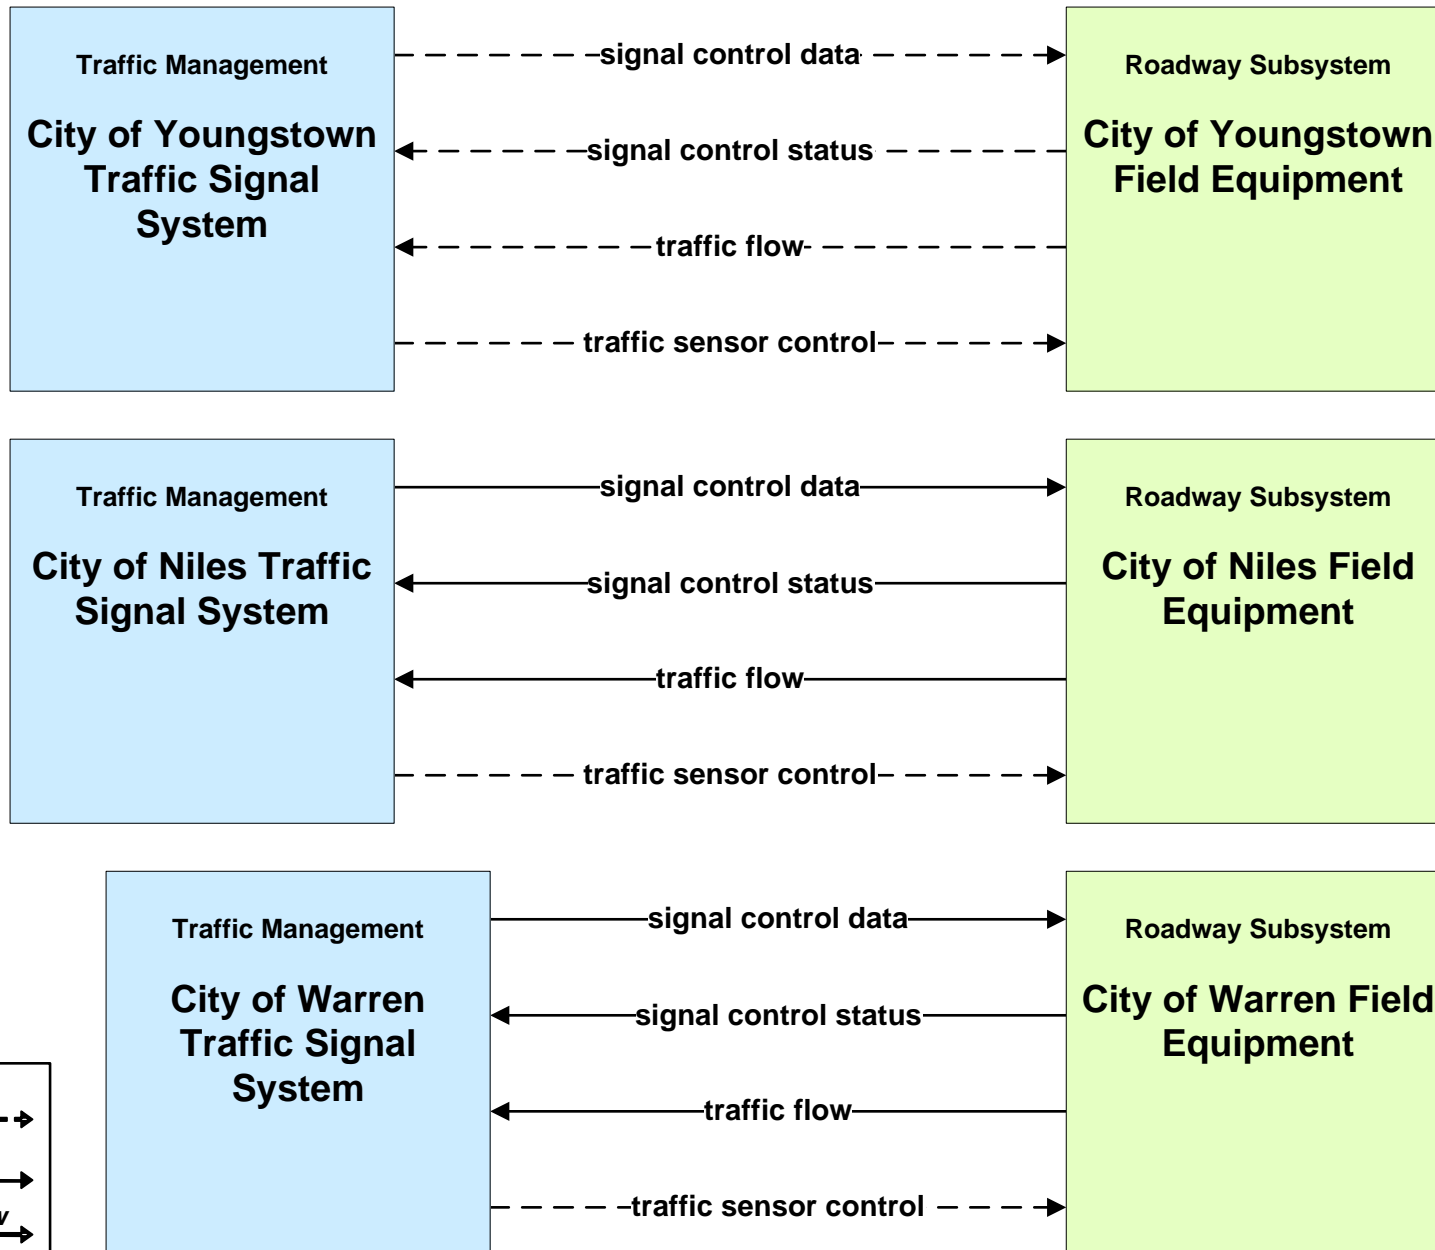 Traffic Management
City of Youngstown
Traffic Signal
System
signal control data
signal control status
traffic flow
traffic sensor control
Roadway Subsystem
City of Youngstown
Field Equipment
Traffic Management
City of Niles Traffic
Signal System
signal control data
signal control status
traffic flow
traffic sensor control
Roadway Subsystem
City of Niles Field
Equipment
Traffic Management
City of Warren
Traffic Signal
System
signal control data
signal control status
traffic flow
traffic sensor control
Roadway Subsystem
City of Warren Field
Equipment